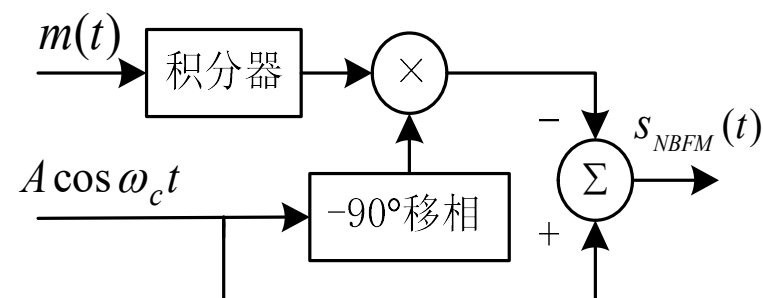 m(t)
积分器
×
−
s_NBFM(t)
A cos ω_c t
Σ
-90°移相
+